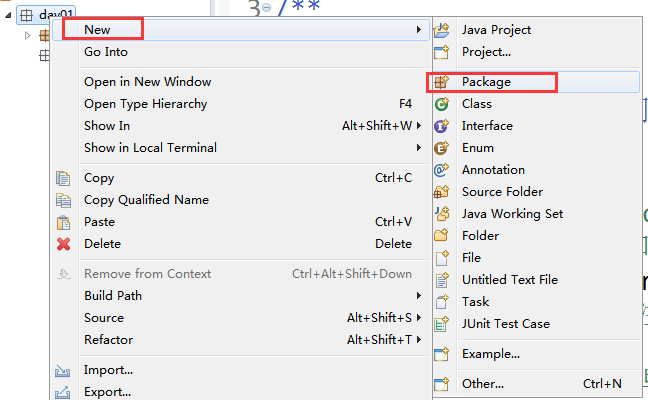 day01
3 /**
New
Go Into
Open in New Window
Open Type Hierarchy F4
Show In Alt+Shift+W
Show in Local Terminal
Copy Ctrl+C
Copy Qualified Name
Paste Ctrl+V
Delete Delete
Remove from Context Ctrl+Alt+Shift+Down
Build Path
Source Alt+Shift+S
Refactor Alt+Shift+T
Import...
Export...
Java Project
Project...
Package
Class
Interface
Enum
Annotation
Source Folder
Java Working Set
Folder
File
Untitled Text File
Task
JUnit Test Case
Example...
Other... Ctrl+N